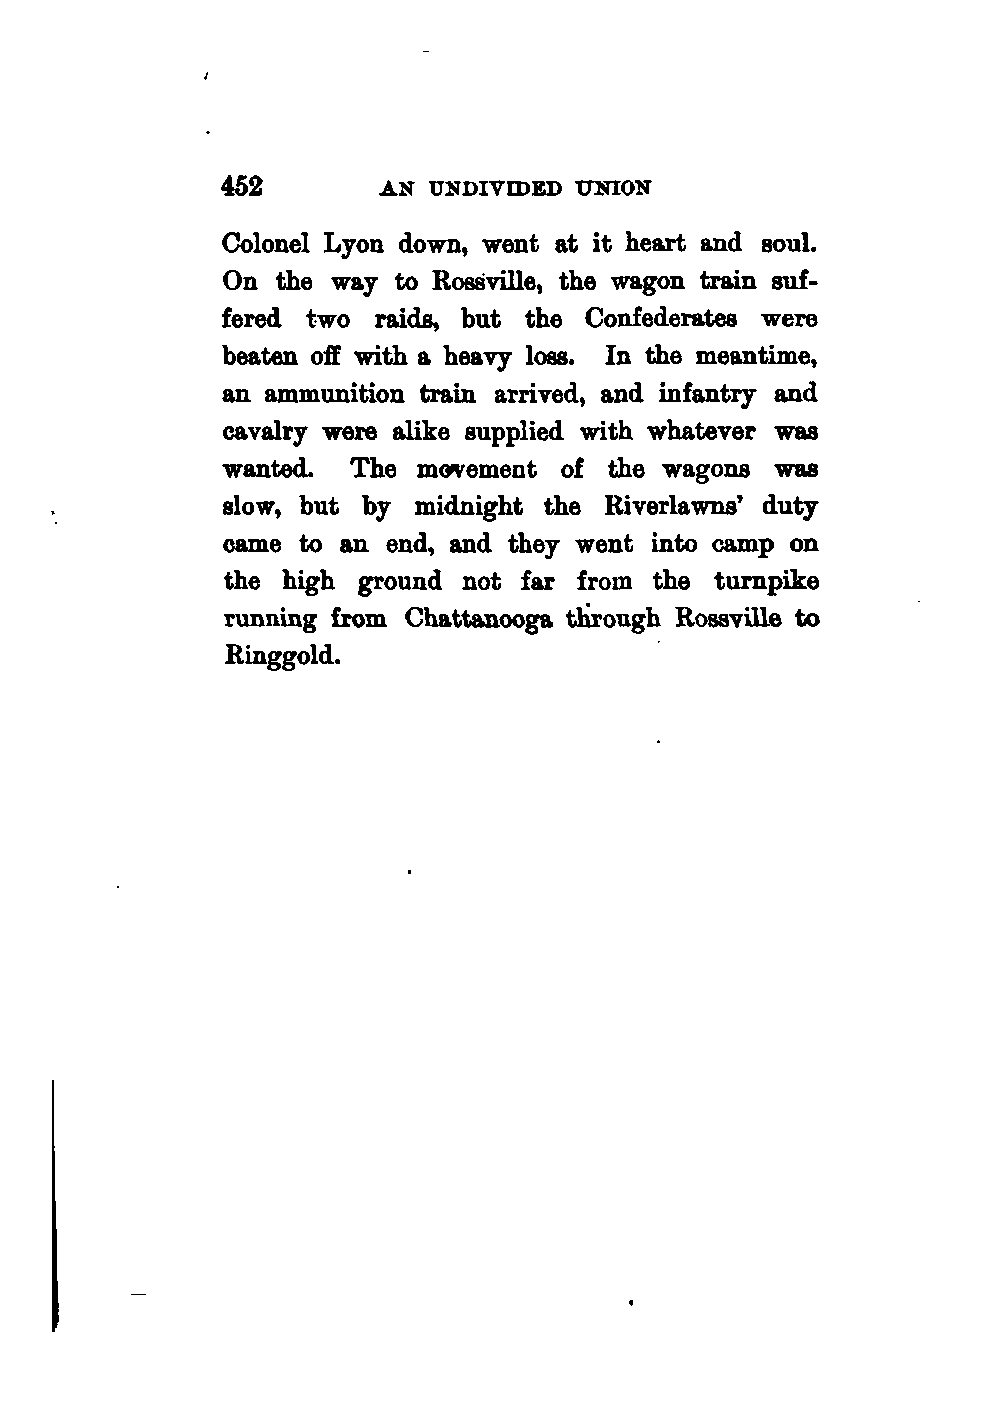 452 AN UNDIVIDED UNION
Colonel Lyon down, went at it heart and soul.
On the way to Rossville, the wagon train suf-
fered two raids, but the Confederates were
beaten off with a heavy loss. In the meantime,
an ammunition train arrived, and infantry and
cavalry were alike supplied with whatever was
wanted. The movement of the wagons was
slow, but by midnight the Riverlawns' duty
came to an end, and they went into camp on
the high ground not far from the turnpike
running from Chattanooga through Rossville to
Ringgold.